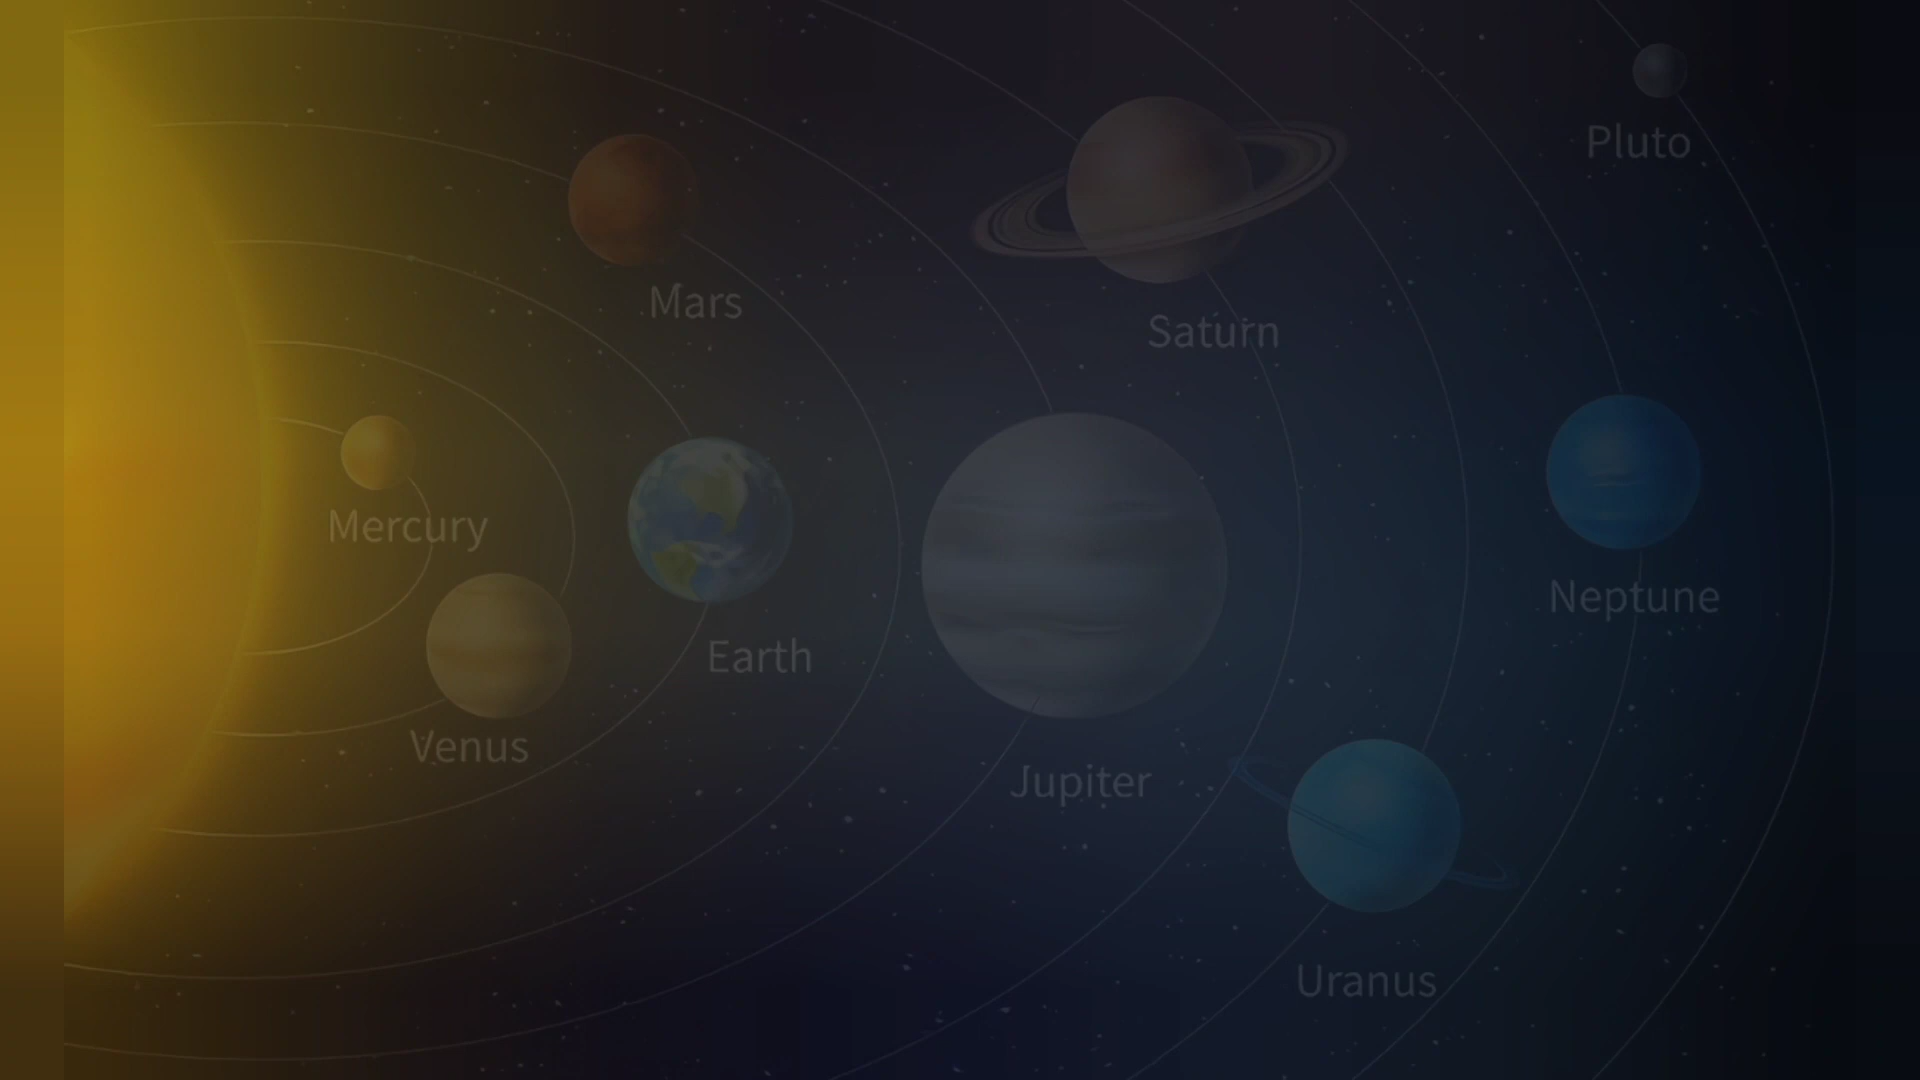 Pluto
Mars
Saturn
Mercury
Neptune
Earth
Venus
Jupiter
Uranus